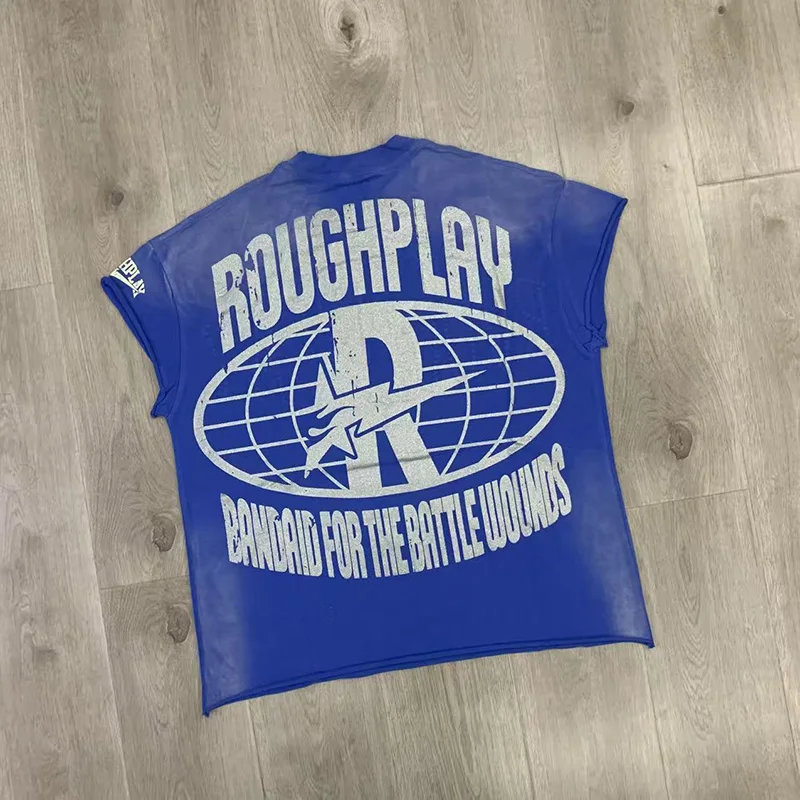 ROUGHPLAY
R
BANDAID FOR THE BATTLE WOUNDS